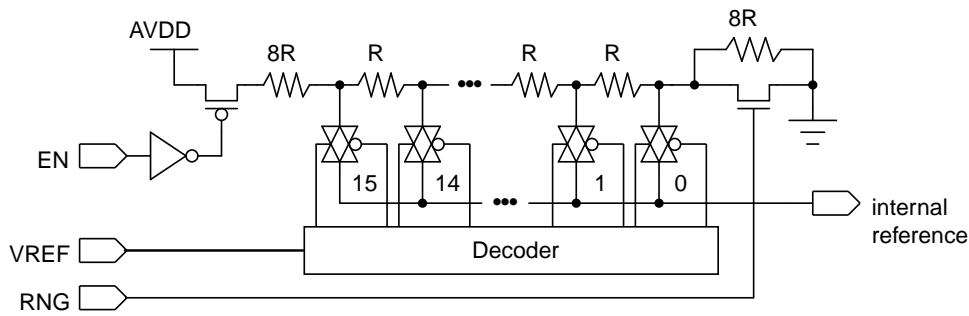 AVDD
8R
R
•••
R
R
8R
EN
15
14
1
0
•••
internal
reference
VREF
Decoder
RNG